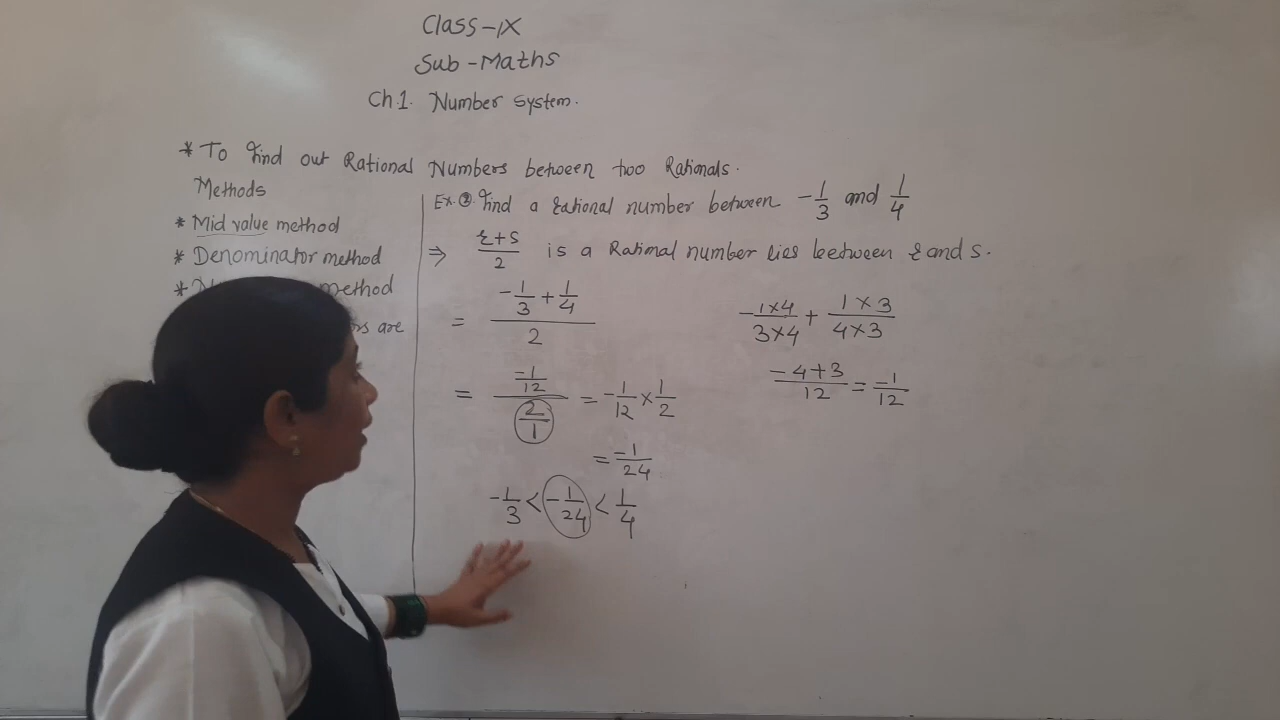 Class-IX
Sub-Maths
Ch.1. Number system.
* To find out Rational Numbers between two Rationals.
Methods
* Mid value method
* Denominator method
* method
are
Ex. ② Find a rational number between -1/3 and 1/4
⇒ r+s/2 is a Rational number lies between r and s.
= (-1/3 + 1/4)/2
= (-1/12)/(2/1) = -1/12 × 1/2
= -1/24
-1/3 < -1/24 < 1/4
-1×4/3×4 + 1×3/4×3
-4+3/12 = -1/12